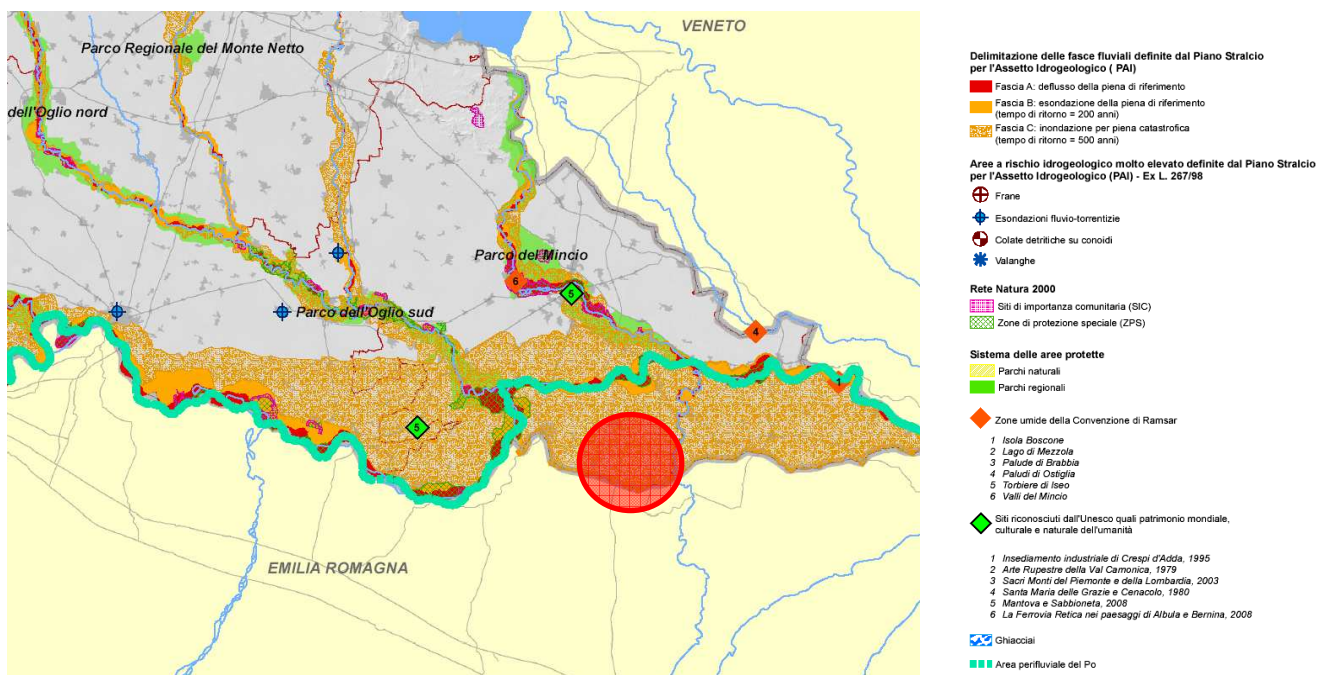 VENETO
Parco Regionale del Monte Netto
dell'Oglio nord
Parco del Mincio
6
5
4
Parco dell'Oglio sud
1
5
EMILIA ROMAGNA
Delimitazione delle fasce fluviali definite dal Piano Stralcio
per l'Assetto Idrogeologico ( PAI)
Fascia A: deflusso della piena di riferimento
Fascia B: esondazione della piena di riferimento
(tempo di ritorno = 200 anni)
Fascia C: inondazione per piena catastrofica
(tempo di ritorno = 500 anni)
Aree a rischio idrogeologico molto elevato definite dal Piano Stralcio
per l'Assetto Idrogeologico (PAI) - Ex L. 267/98
Frane
Esondazioni fluvio-torrentizie
Colate detritiche su conoidi
Valanghe
Rete Natura 2000
Siti di importanza comunitaria (SIC)
Zone di protezione speciale (ZPS)
Sistema delle aree protette
Parchi naturali
Parchi regionali
Zone umide della Convenzione di Ramsar
1 Isola Boscone
2 Lago di Mezzola
3 Palude di Brabbia
4 Paludi di Ostiglia
5 Torbiere di Iseo
6 Valli del Mincio
Siti riconosciuti dall'Unesco quali patrimonio mondiale,
culturale e naturale dell'umanità
1 Insediamento industriale di Crespi d'Adda, 1995
2 Arte Rupestre della Val Camonica, 1979
3 Sacri Monti del Piemonte e della Lombardia, 2003
4 Santa Maria delle Grazie e Cenacolo, 1980
5 Mantova e Sabbioneta, 2008
6 La Ferrovia Retica nei paesaggi di Albula e Bernina, 2008
Ghiacciai
Area perifluviale del Po